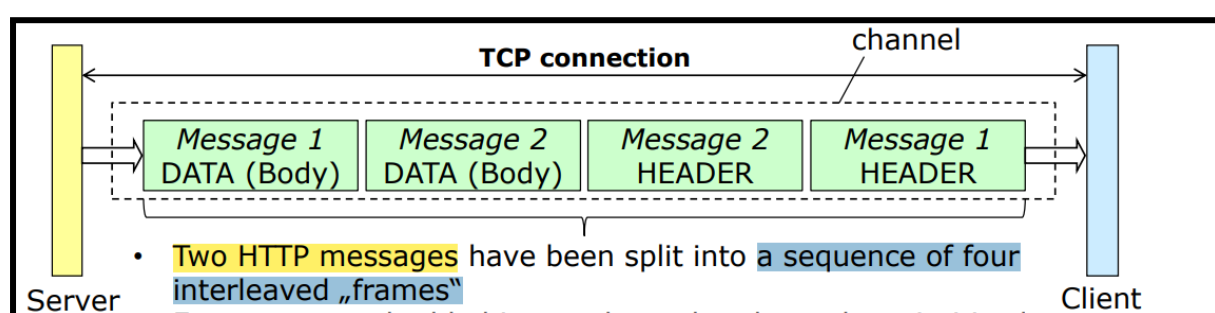 channel
TCP connection
Message 1
DATA (Body)
Message 2
DATA (Body)
Message 2
HEADER
Message 1
HEADER
• Two HTTP messages have been split into a sequence of four
interleaved „frames“
Server
Client